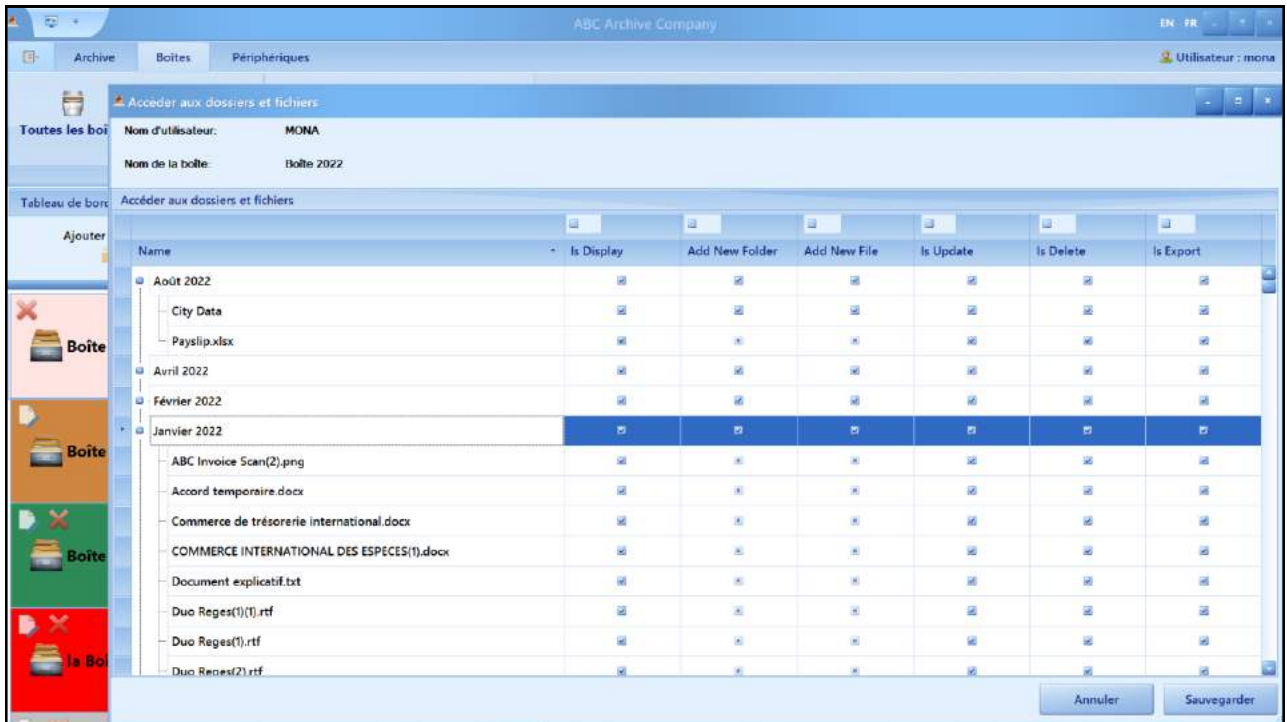 ABC Archive Company
EN FR
Archive Boîtes Périphériques Utilisateur : mona
Toutes les boi
Accéder aux dossiers et fichiers
Nom d'utilisateur: MONA
Nom de la boîte: Boîte 2022
Tableau de bord
Accéder aux dossiers et fichiers
Ajouter
Name Is Display Add New Folder Add New File Is Update Is Delete Is Export
Août 2022
City Data
Payslip.xlsx
Avril 2022
Février 2022
Janvier 2022
ABC Invoice Scan(2).png
Accord temporaire.docx
Commerce de trésorerie international.docx
COMMERCE INTERNATIONAL DES ESPECES(1).docx
Document explicatif.txt
Duo Reges(1)(1).rtf
Duo Reges(1).rtf
Duo Reges(2).rtf
Boîte
Boîte
Boîte
la Boî
Annuler Sauvegarder